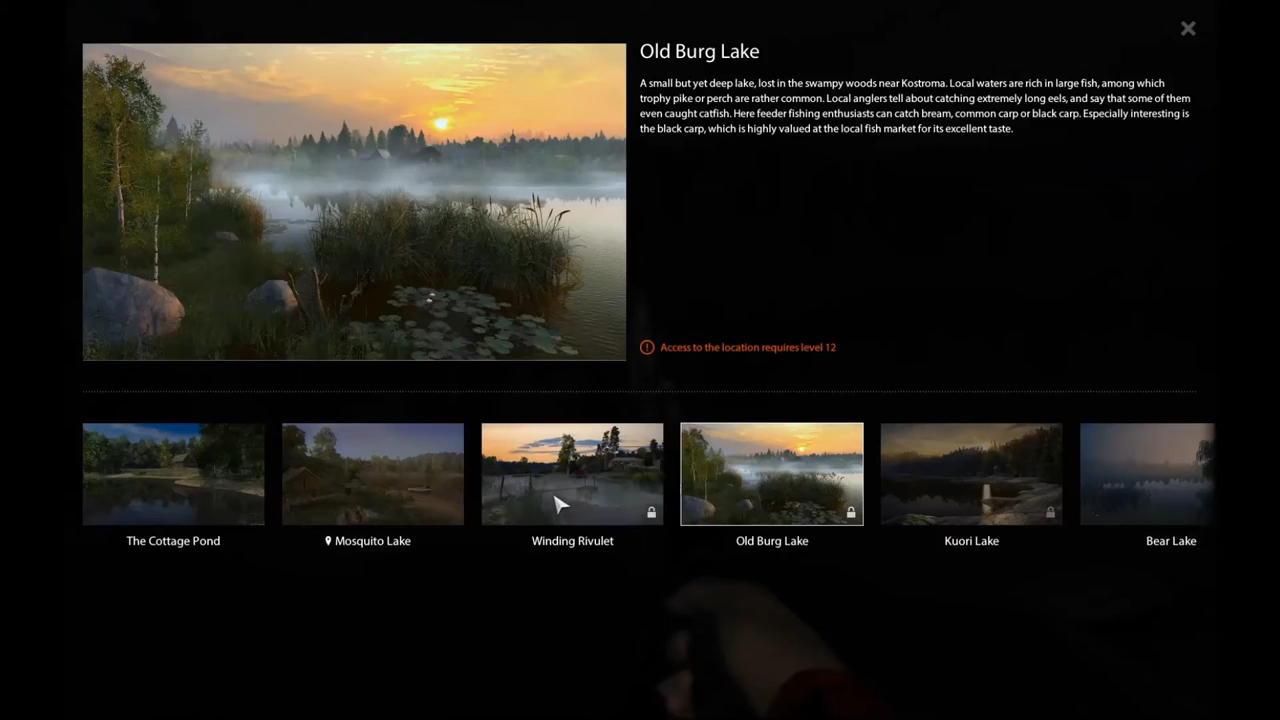 Old Burg Lake
A small but yet deep lake, lost in the swampy woods near Kostroma. Local waters are rich in large fish, among which
trophy pike or perch are rather common. Local anglers tell about catching extremely long eels, and say that some of them
even caught catfish. Here feeder fishing enthusiasts can catch bream, common carp or black carp. Especially interesting is
the black carp, which is highly valued at the local fish market for its excellent taste.
Access to the location requires level 12
The Cottage Pond
Mosquito Lake
Winding Rivulet
Old Burg Lake
Kuori Lake
Bear Lake